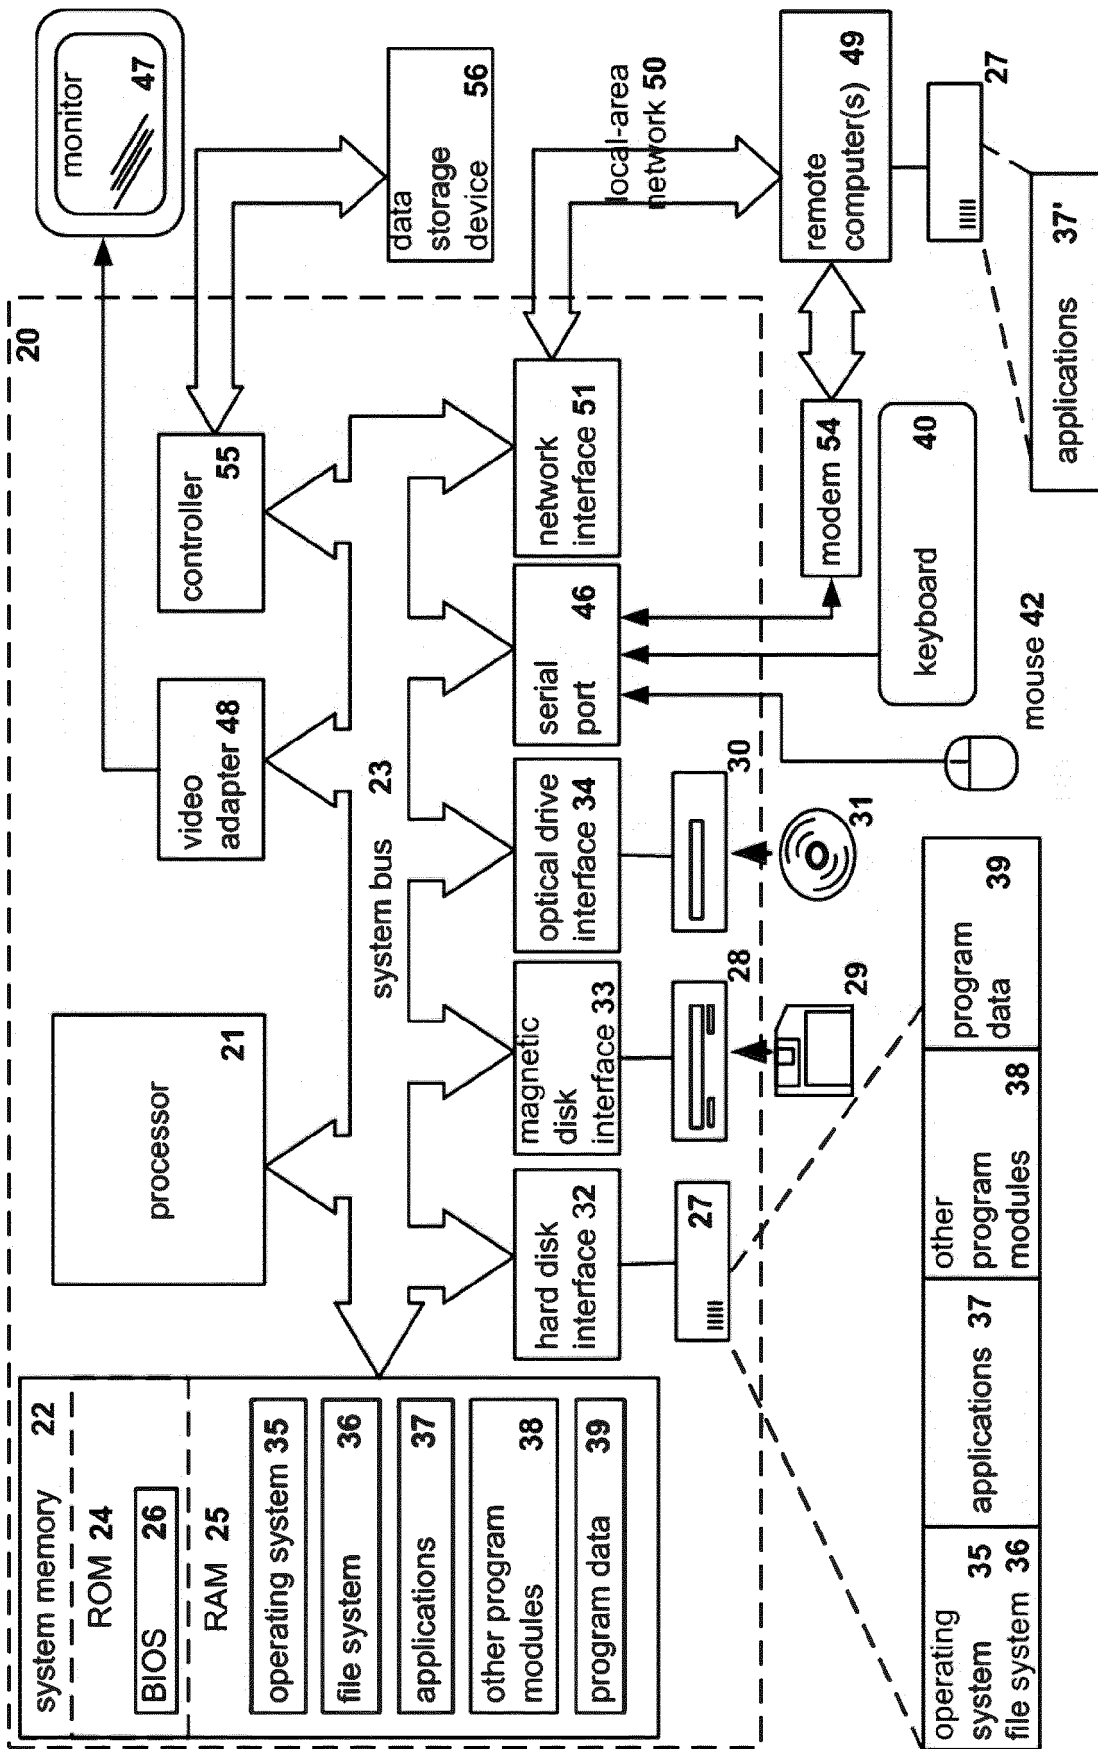 20
system memory 22
ROM 24
BIOS 26
RAM 25
operating system 35
file system 36
applications 37
other program
modules 38
program data 39
processor
21
video
adapter 48
controller
55
monitor
47
system bus 23
data
storage
device
56
hard disk
interface 32
magnetic
disk
interface 33
optical drive
interface 34
serial
port
46
network
interface 51
local-area
network 50
27
28
30
29
31
modem 54
remote
computer(s) 49
27
keyboard
40
mouse 42
operating
system 35
file system 36
applications 37
other
program
modules
38
program
data
39
applications 37'